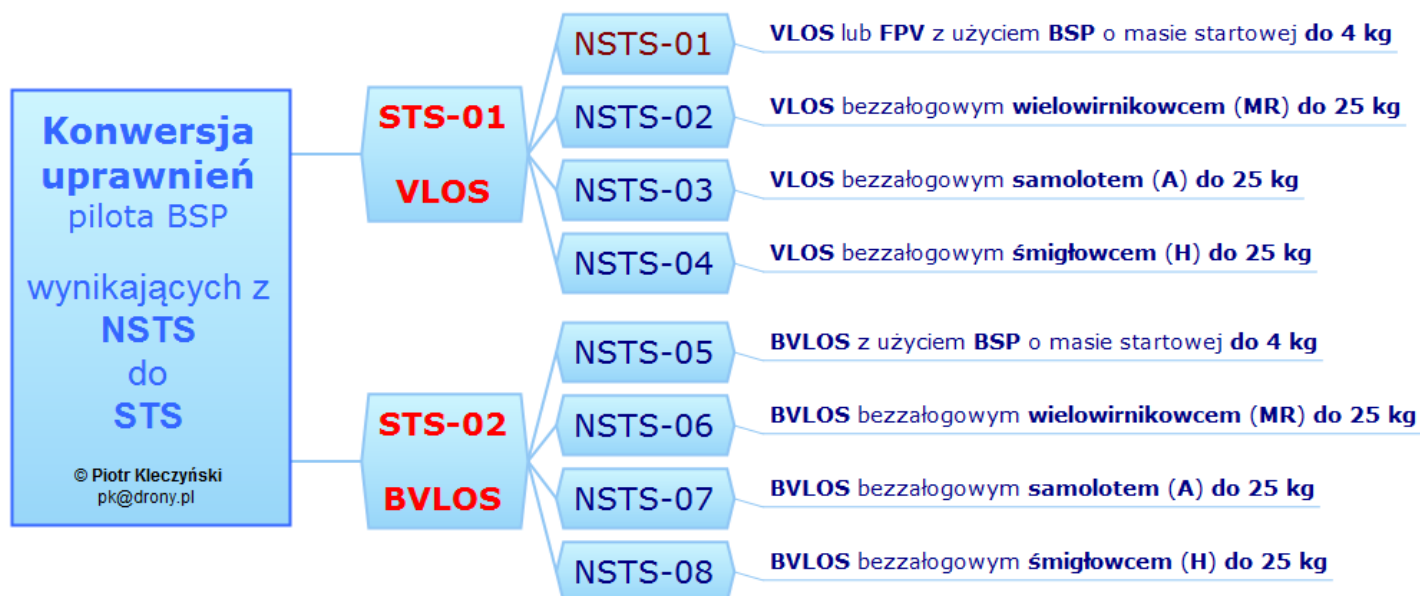 Konwersja
uprawnień
pilota BSP
wynikających z
NSTS
do
STS
© Piotr Kleczyński
pk@drony.pl
STS-01
VLOS
NSTS-01
VLOS lub FPV z użyciem BSP o masie startowej do 4 kg
NSTS-02
VLOS bezzałogowym wielowirnikowcem (MR) do 25 kg
NSTS-03
VLOS bezzałogowym samolotem (A) do 25 kg
NSTS-04
VLOS bezzałogowym śmigłowcem (H) do 25 kg
STS-02
BVLOS
NSTS-05
BVLOS z użyciem BSP o masie startowej do 4 kg
NSTS-06
BVLOS bezzałogowym wielowirnikowcem (MR) do 25 kg
NSTS-07
BVLOS bezzałogowym samolotem (A) do 25 kg
NSTS-08
BVLOS bezzałogowym śmigłowcem (H) do 25 kg